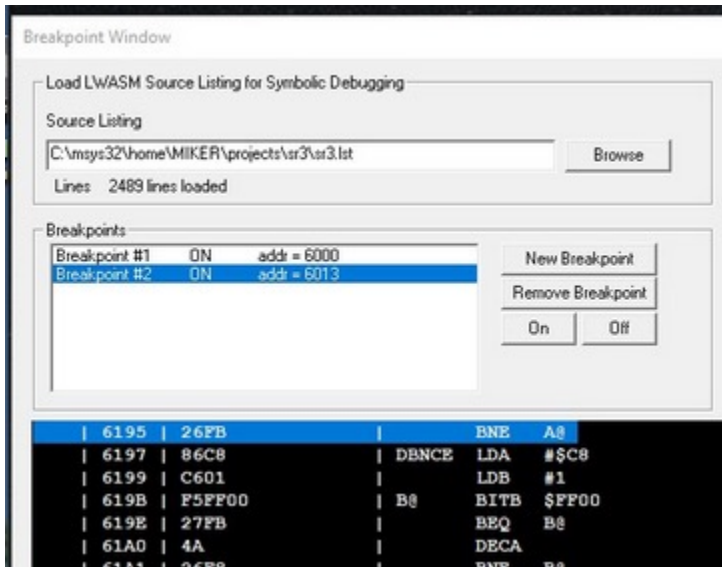 Breakpoint Window
Load LWASM Source Listing for Symbolic Debugging
Source Listing
C:\msys32\home\MIKER\projects\sr3\sr3.lst Browse
Lines 2489 lines loaded
Breakpoints
Breakpoint #1 ON addr = 6000
Breakpoint #2 ON addr = 6013
New Breakpoint
Remove Breakpoint
On Off
| 6195 | 26FB | BNE A@
| 6197 | 86C8 | DBNCE LDA #$C8
| 6199 | C601 | LDB #1
| 619B | F5FF00 | B@ BITB $FF00
| 619E | 27FB | BEQ B@
| 61A0 | 4A | DECA
| 61A1 | 26F8 | BNE B@